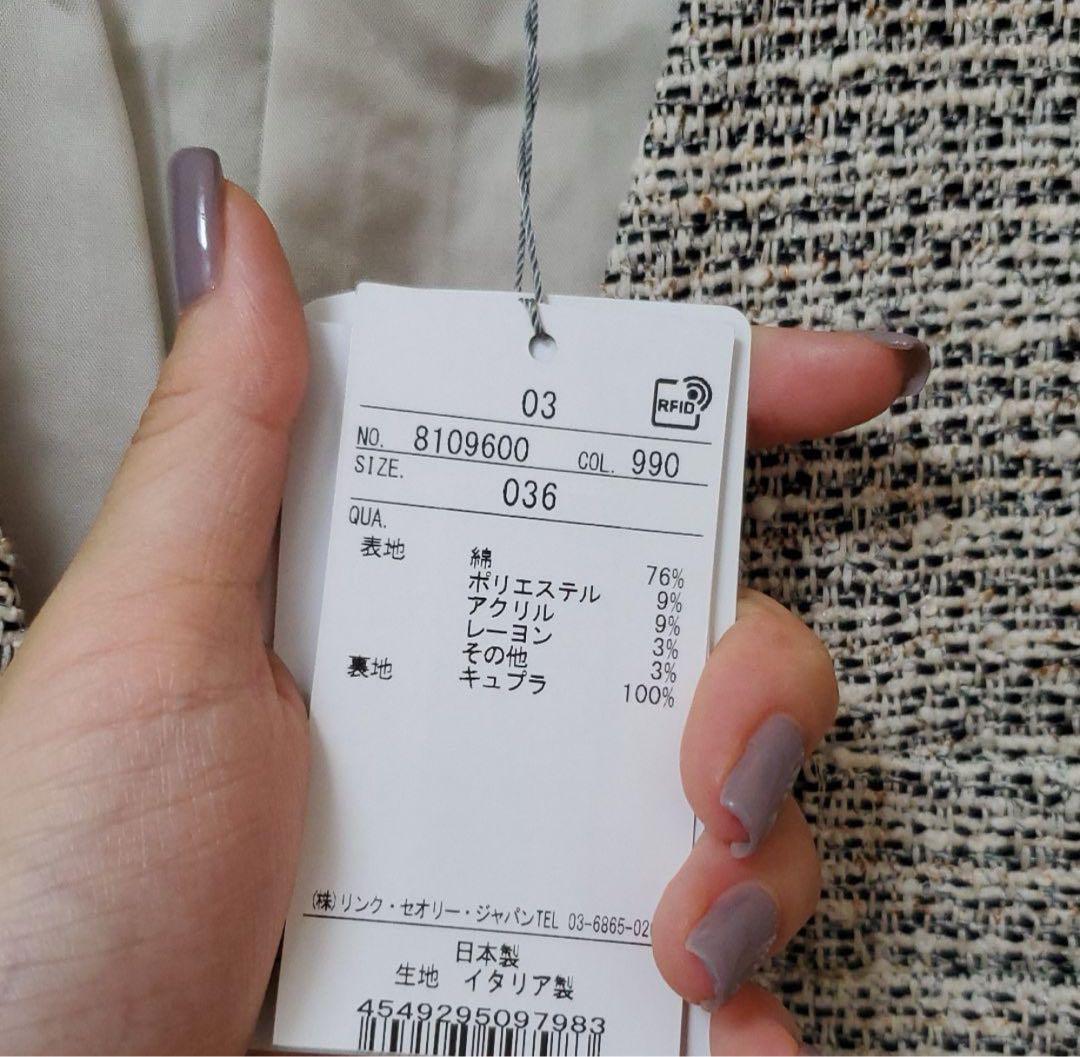 03
RFID
NO. 8109600 COL. 990
SIZE. 036
QUA.
表地 綿 76%
ポリエステル 9%
アクリル 9%
レーヨン 3%
その他 3%
裏地 キュプラ 100%
(株)リンク・セオリー・ジャパンTEL 03-6865-02
日本製
生地 イタリア製
4549295097983